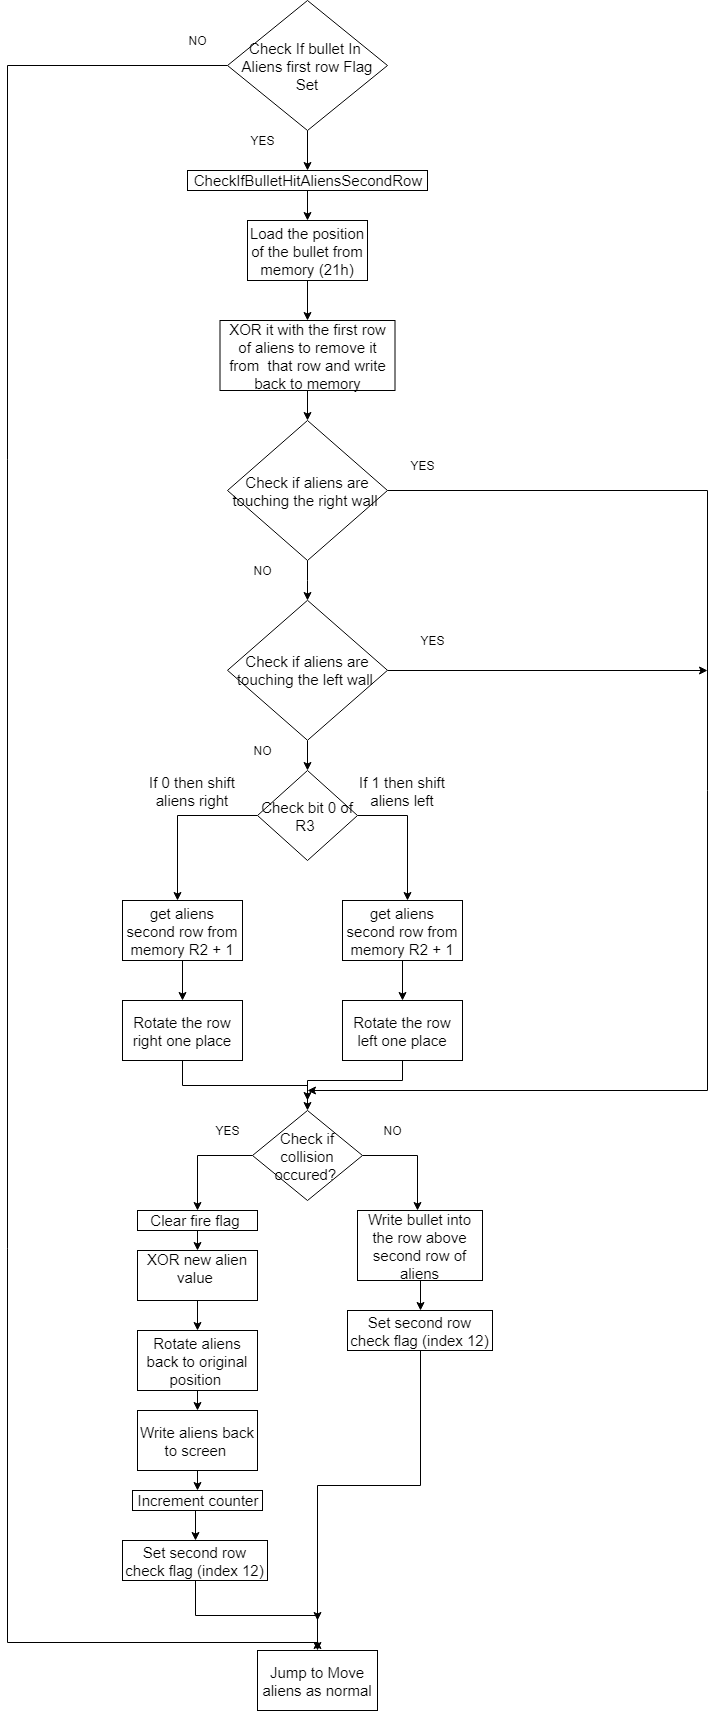 NO
Check If bullet In
Aliens first row Flag
Set
YES
CheckIfBulletHitAliensSecondRow
Load the position
of the bullet from
memory (21h)
XOR it with the first row
of aliens to remove it
from that row and write
back to memory
YES
Check if aliens are
touching the right wall
NO
YES
Check if aliens are
touching the left wall
NO
If 0 then shift
aliens right
If 1 then shift
aliens left
Check bit 0 of
R3
get aliens
second row from
memory R2 + 1
get aliens
second row from
memory R2 + 1
Rotate the row
right one place
Rotate the row
left one place
YES
NO
Check if
collision
occured?
Clear fire flag
Write bullet into
the row above
second row of
aliens
XOR new alien
value
Set second row
check flag (index 12)
Rotate aliens
back to original
position
Write aliens back
to screen
Increment counter
Set second row
check flag (index 12)
Jump to Move
aliens as normal